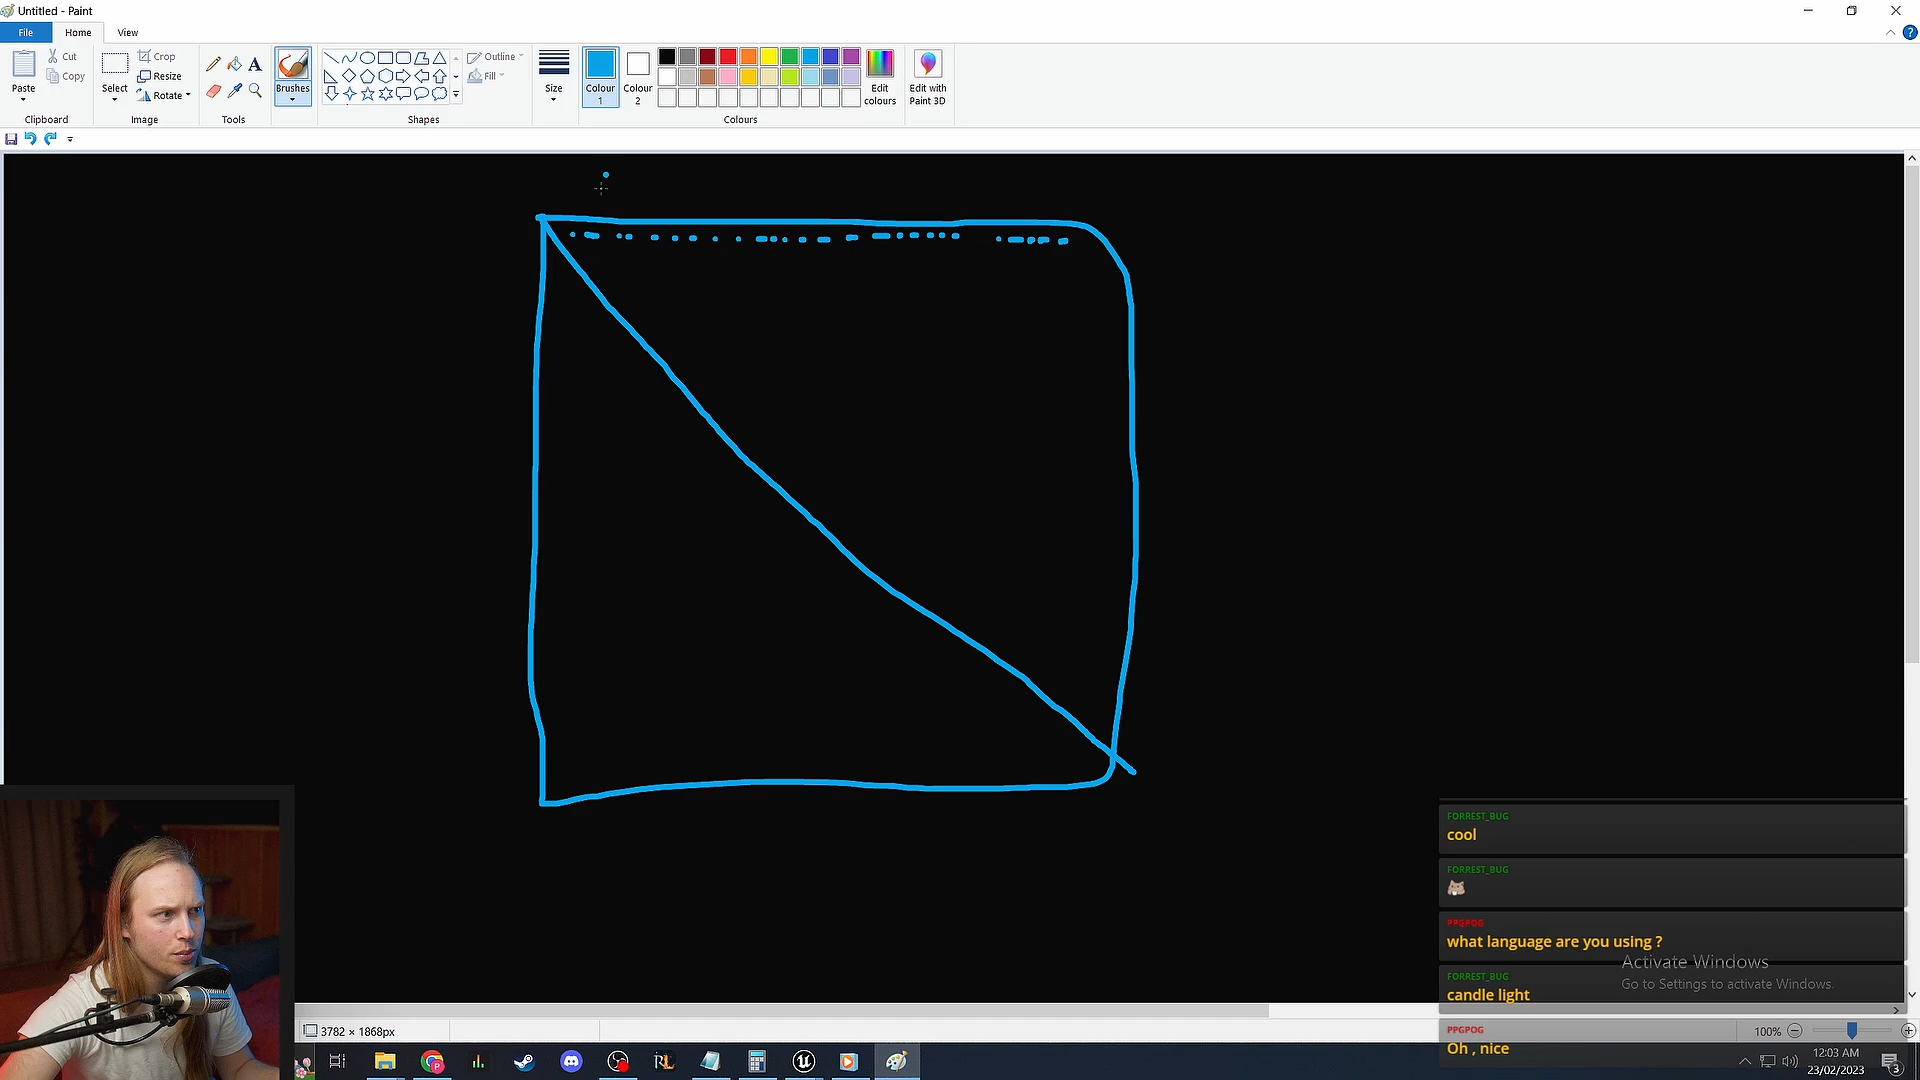 Untitled - Paint
File Home View
Paste
Cut
Copy
Clipboard
Select
Crop
Resize
Rotate
Image
Tools
Brushes
Outline
Fill
Shapes
Size
Colour 1
Colour 2
Colours
Edit colours
Edit with Paint 3D
FORREST_BUG
cool
FORREST_BUG
PPGPOG
what language are you using ?
FORREST_BUG
candle light
PPGPOG
Oh , nice
Activate Windows
Go to Settings to activate Windows.
3782 × 1868px
100%
12:03 AM
23/02/2023
3